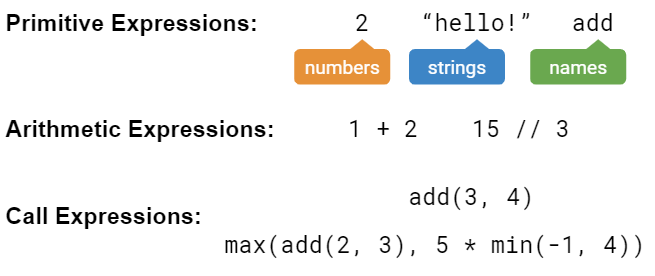 Primitive Expressions: 2 “hello!” add
numbers strings names
Arithmetic Expressions: 1 + 2 15 // 3
add(3, 4)
Call Expressions:
max(add(2, 3), 5 * min(-1, 4))